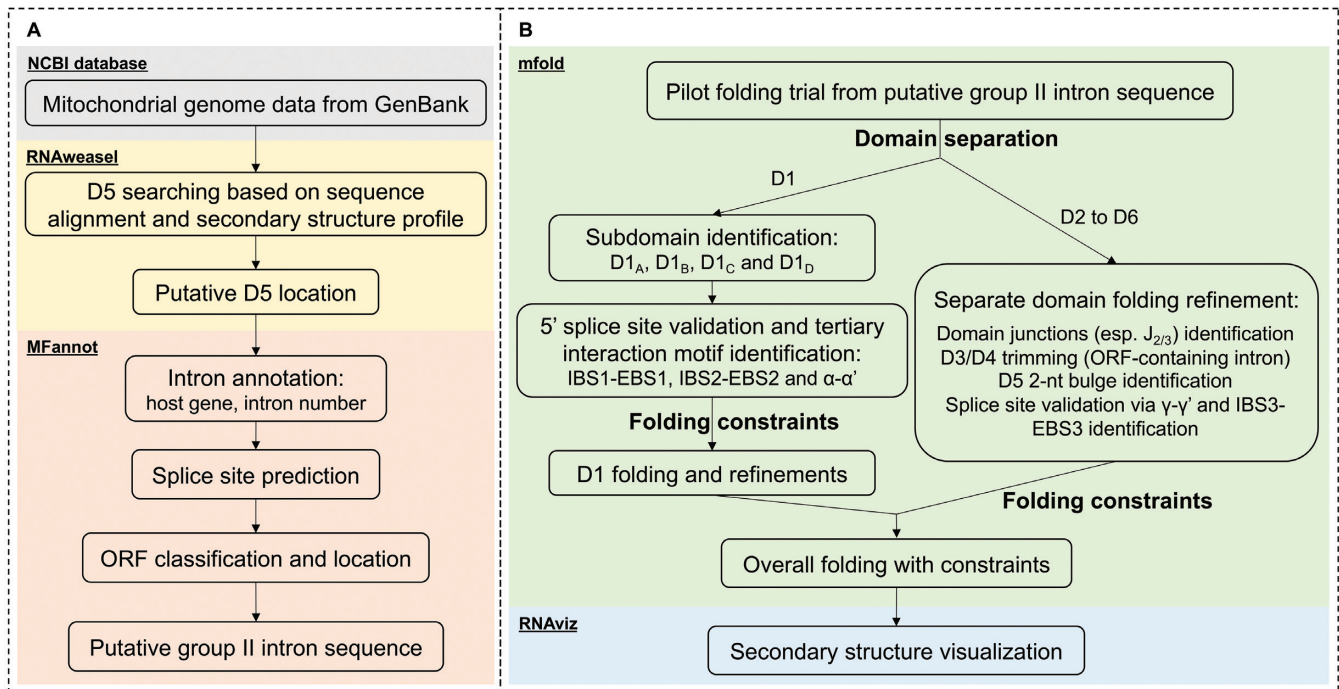 A
NCBI database
Mitochondrial genome data from GenBank
RNAweasel
D5 searching based on sequence
alignment and secondary structure profile
Putative D5 location
MFannot
Intron annotation:
host gene, intron number
Splice site prediction
ORF classification and location
Putative group II intron sequence
B
mfold
Pilot folding trial from putative group II intron sequence
Domain separation
D1
D2 to D6
Subdomain identification:
D1A, D1B, D1C and D1D
5’ splice site validation and tertiary
interaction motif identification:
IBS1-EBS1, IBS2-EBS2 and α-α’
Folding constraints
D1 folding and refinements
Separate domain folding refinement:
Domain junctions (esp. J2/3) identification
D3/D4 trimming (ORF-containing intron)
D5 2-nt bulge identification
Splice site validation via γ-γ’ and IBS3-
EBS3 identification
Folding constraints
Overall folding with constraints
RNAviz
Secondary structure visualization